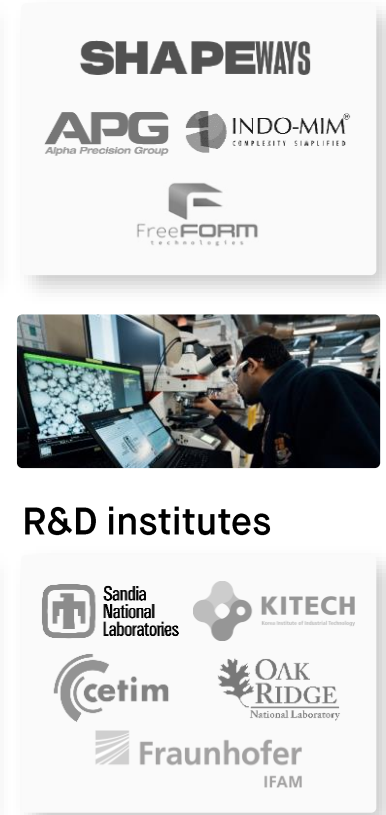 SHAPEWAYS
APG
Alpha Precision Group
INDO-MIM®
COMPLEXITY SIMPLIFIED
FreeFORM
technologies
R&D institutes
Sandia
National
Laboratories
KITECH
Korea Institute of Industrial Technology
cetim
OAK
RIDGE
National Laboratory
Fraunhofer
IFAM